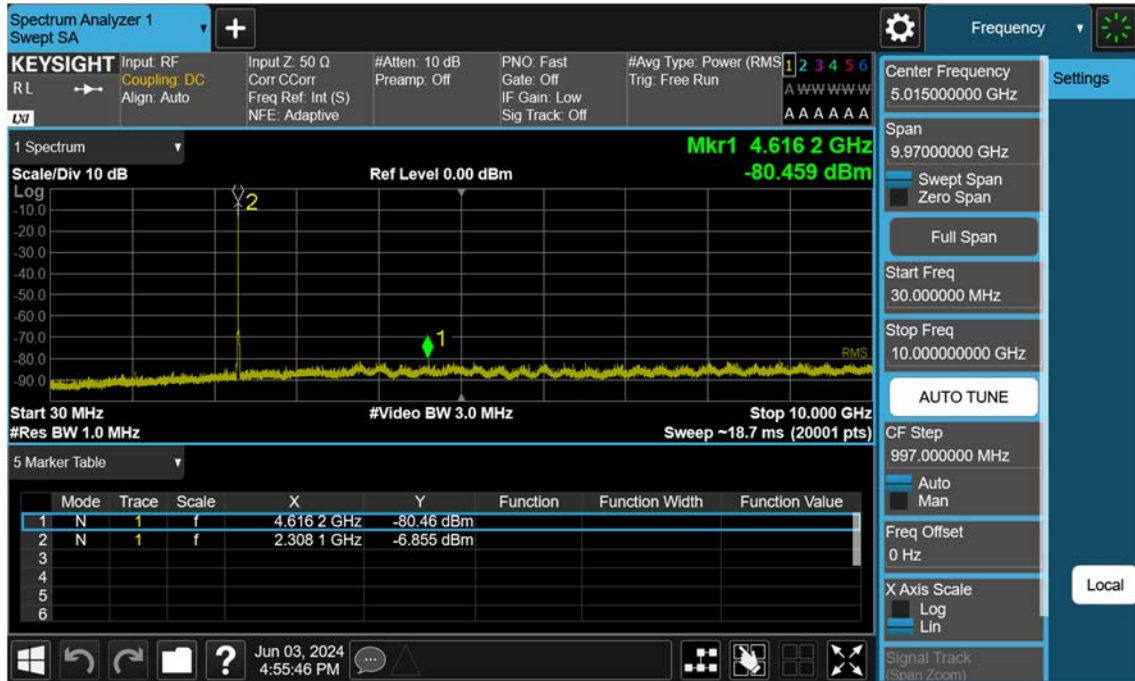 Spectrum Analyzer 1
Swept SA
+
Frequency
KEYSIGHT
R L
LXI
Input: RF
Coupling: DC
Align: Auto
Input Z: 50 Ω
Corr CCorr
Freq Ref: Int (S)
NFE: Adaptive
#Atten: 10 dB
Preamp: Off
PNO: Fast
Gate: Off
IF Gain: Low
Sig Track: Off
#Avg Type: Power (RMS
Trig: Free Run
1 2 3 4 5 6
A W W W W W
A A A A A A
1 Spectrum
Scale/Div 10 dB
Ref Level 0.00 dBm
Mkr1 4.616 2 GHz
-80.459 dBm
Log
-10.0
-20.0
-30.0
-40.0
-50.0
-60.0
-70.0
-80.0
-90.0
2
1
RMS
Start 30 MHz
#Res BW 1.0 MHz
#Video BW 3.0 MHz
Stop 10.000 GHz
Sweep ~18.7 ms (20001 pts)
5 Marker Table
Mode Trace Scale X Y Function Function Width Function Value
1 N 1 f 4.616 2 GHz -80.46 dBm
2 N 1 f 2.308 1 GHz -6.855 dBm
3
4
5
6
Center Frequency
5.015000000 GHz
Span
9.97000000 GHz
Swept Span
Zero Span
Full Span
Start Freq
30.000000 MHz
Stop Freq
10.000000000 GHz
AUTO TUNE
CF Step
997.000000 MHz
Auto
Man
Freq Offset
0 Hz
X Axis Scale
Log
Lin
Signal Track
(Span Zoom)
Settings
Local
?
Jun 03, 2024
4:55:46 PM